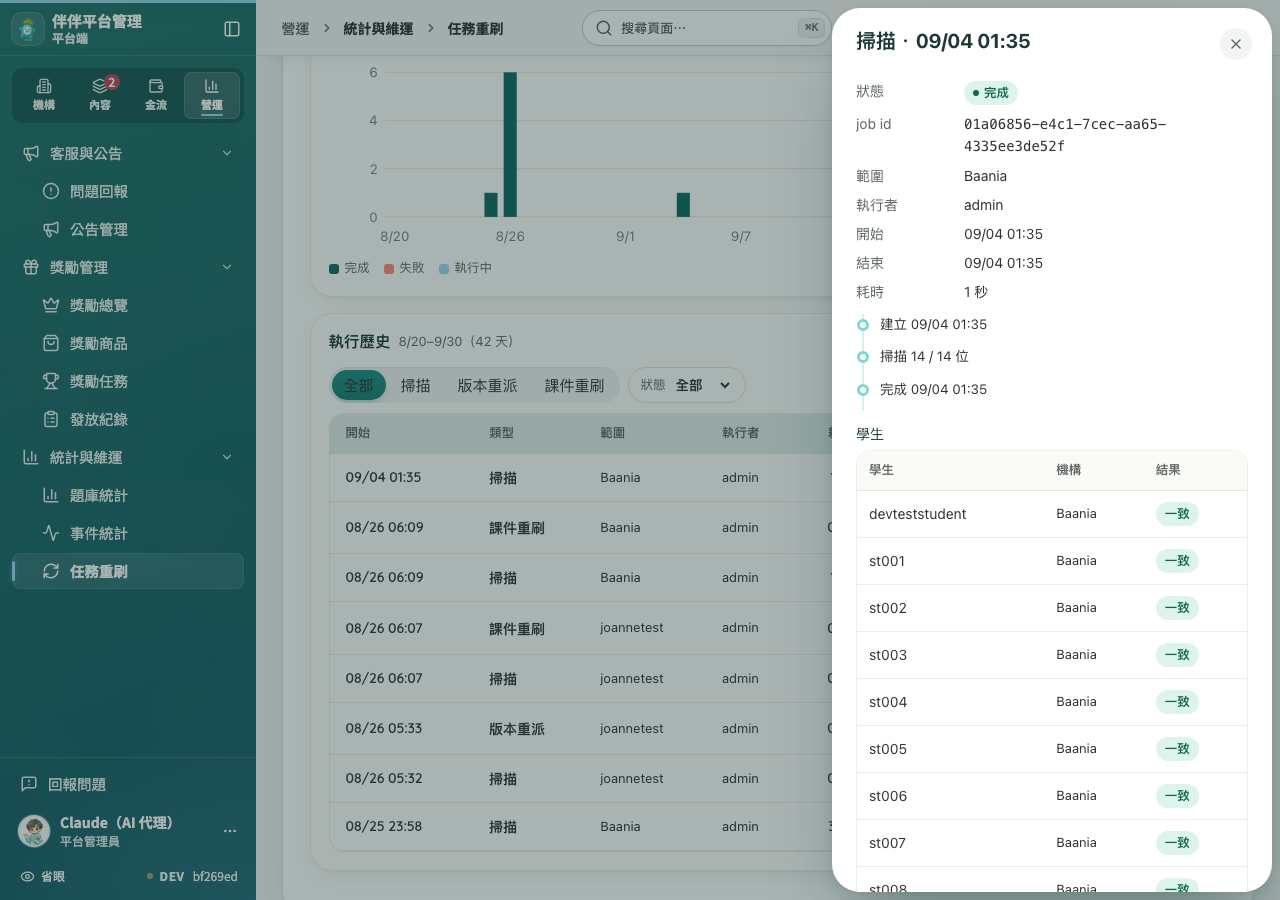 伴伴平台管理
平台端
機構
內容
2
金流
營運
客服與公告
問題回報
公告管理
獎勵管理
獎勵總覽
獎勵商品
獎勵任務
發放紀錄
統計與維運
題庫統計
事件統計
任務重刷
回報問題
Claude（AI 代理）
平台管理員
省眼
DEV bf269ed
營運 > 統計與維運 > 任務重刷
搜尋頁面…
⌘K
6
4
2
0
8/20 8/26 9/1 9/7
完成 失敗 執行中
執行歷史 8/20–9/30（42 天）
全部 掃描 版本重派 課件重刷 狀態 全部
開始 類型 範圍 執行者
09/04 01:35 掃描 Baania admin
08/26 06:09 課件重刷 Baania admin
08/26 06:09 掃描 Baania admin
08/26 06:07 課件重刷 joannetest admin
08/26 06:07 掃描 joannetest admin
08/26 05:33 版本重派 joannetest admin
08/26 05:32 掃描 joannetest admin
08/25 23:58 掃描 Baania admin
掃描 · 09/04 01:35
狀態 完成
job id 01a06856-e4c1-7cec-aa65-
4335ee3de52f
範圍 Baania
執行者 admin
開始 09/04 01:35
結束 09/04 01:35
耗時 1 秒
建立 09/04 01:35
掃描 14 / 14 位
完成 09/04 01:35
學生
學生 機構 結果
devteststudent Baania 一致
st001 Baania 一致
st002 Baania 一致
st003 Baania 一致
st004 Baania 一致
st005 Baania 一致
st006 Baania 一致
st007 Baania 一致
st008 Baania 一致